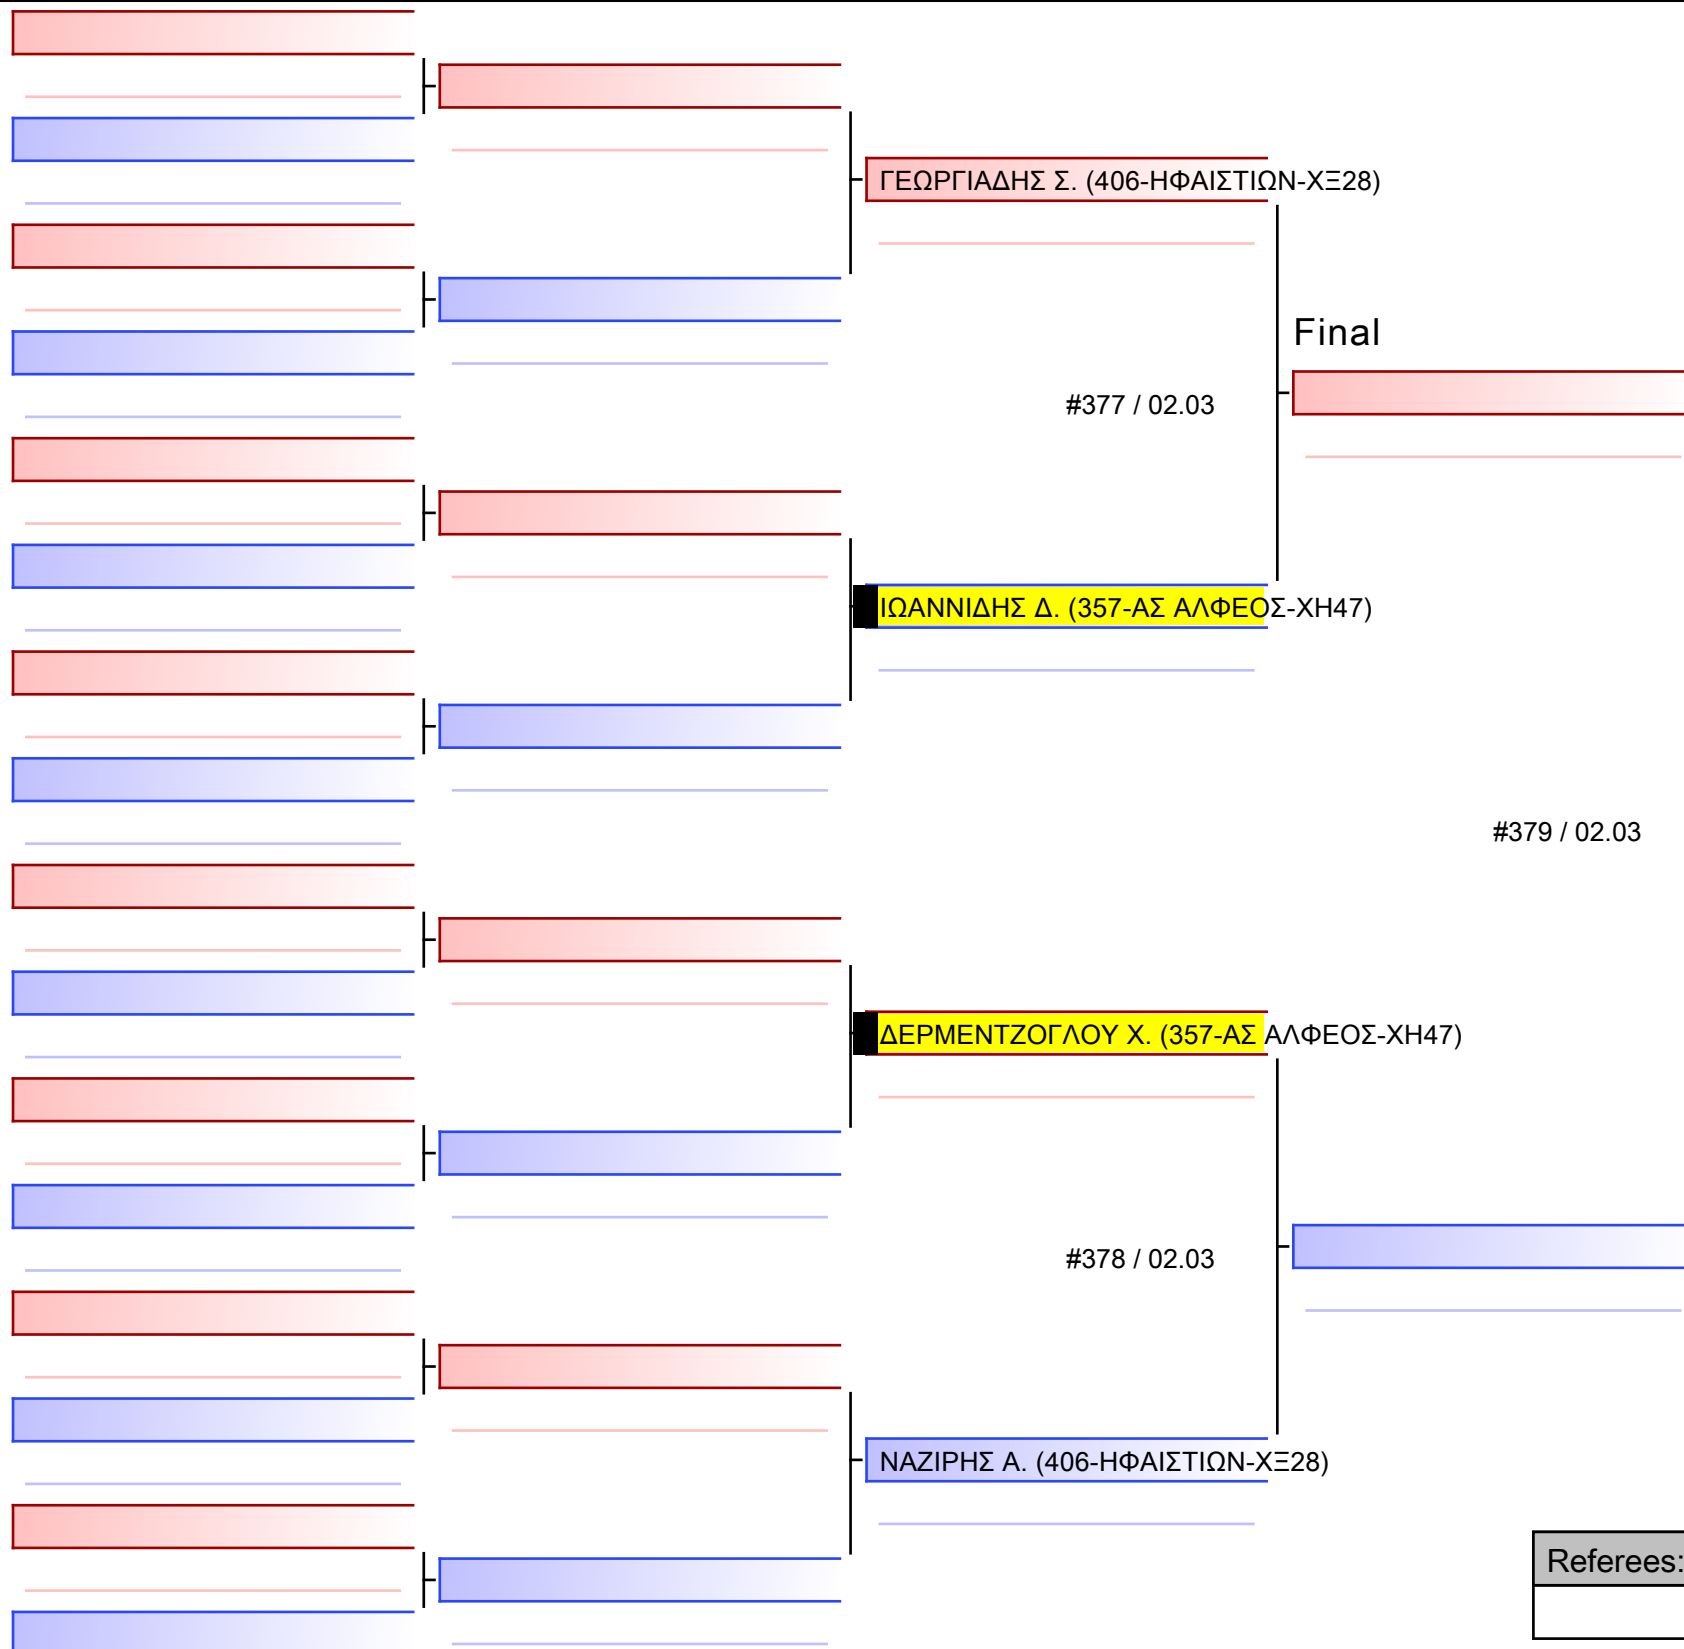 ΓΕΩΡΓΙΑΔΗΣ Σ. (406-ΗΦΑΙΣΤΙΩΝ-ΧΞ28)
Final
#377 / 02.03
ΙΩΑΝΝΙΔΗΣ Δ. (357-ΑΣ ΑΛΦΕΟΣ-ΧΗ47)
#379 / 02.03
ΔΕΡΜΕΝΤΖΟΓΛΟΥ Χ. (357-ΑΣ ΑΛΦΕΟΣ-ΧΗ47)
#378 / 02.03
ΝΑΖΙΡΗΣ Α. (406-ΗΦΑΙΣΤΙΩΝ-ΧΞ28)
Referees: